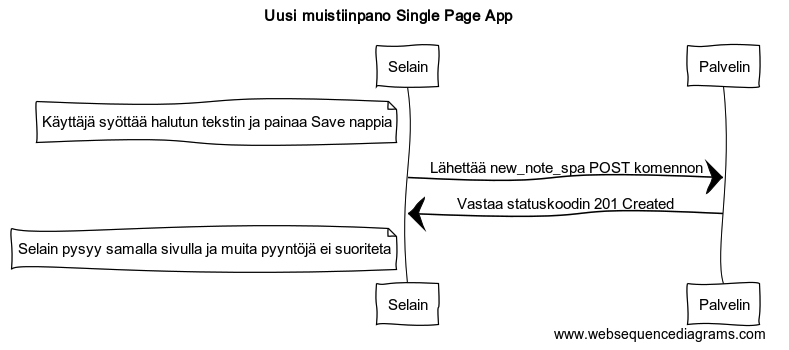 Uusi muistiinpano Single Page App
Selain
Palvelin
Käyttäjä syöttää halutun tekstin ja painaa Save nappia
Lähettää new_note_spa POST komennon
Vastaa statuskoodin 201 Created
Selain pysyy samalla sivulla ja muita pyyntöjä ei suoriteta
Selain
Palvelin
www.websequencediagrams.com